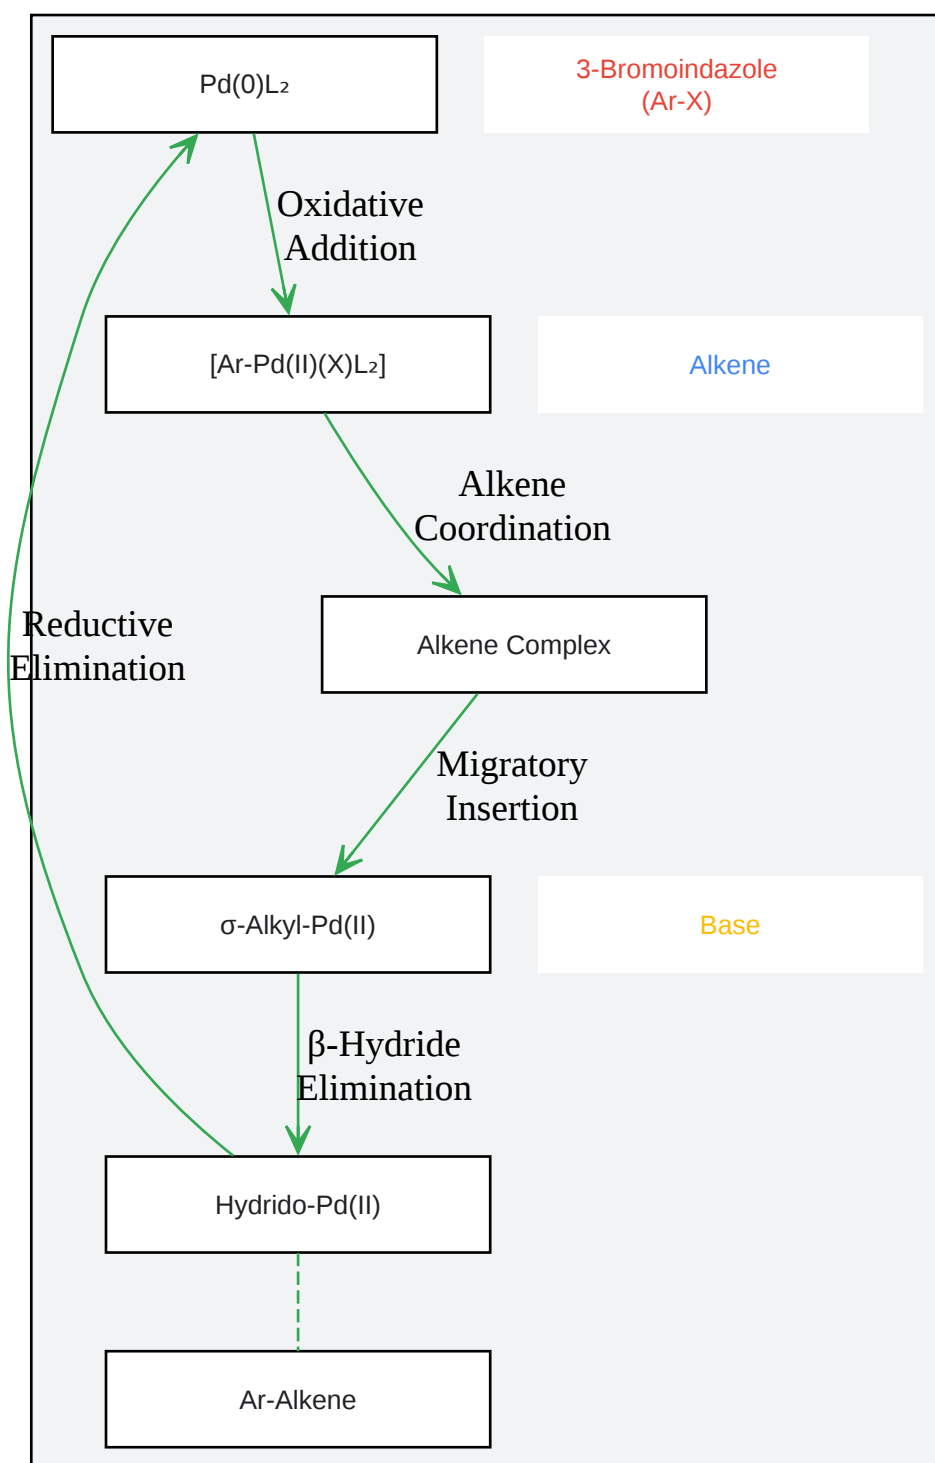 Pd(0)L₂
3-Bromoindazole
(Ar-X)
Oxidative
Addition
[Ar-Pd(II)(X)L₂]
Alkene
Alkene
Coordination
Reductive
Elimination
Alkene Complex
Migratory
Insertion
σ-Alkyl-Pd(II)
Base
β-Hydride
Elimination
Hydrido-Pd(II)
Ar-Alkene